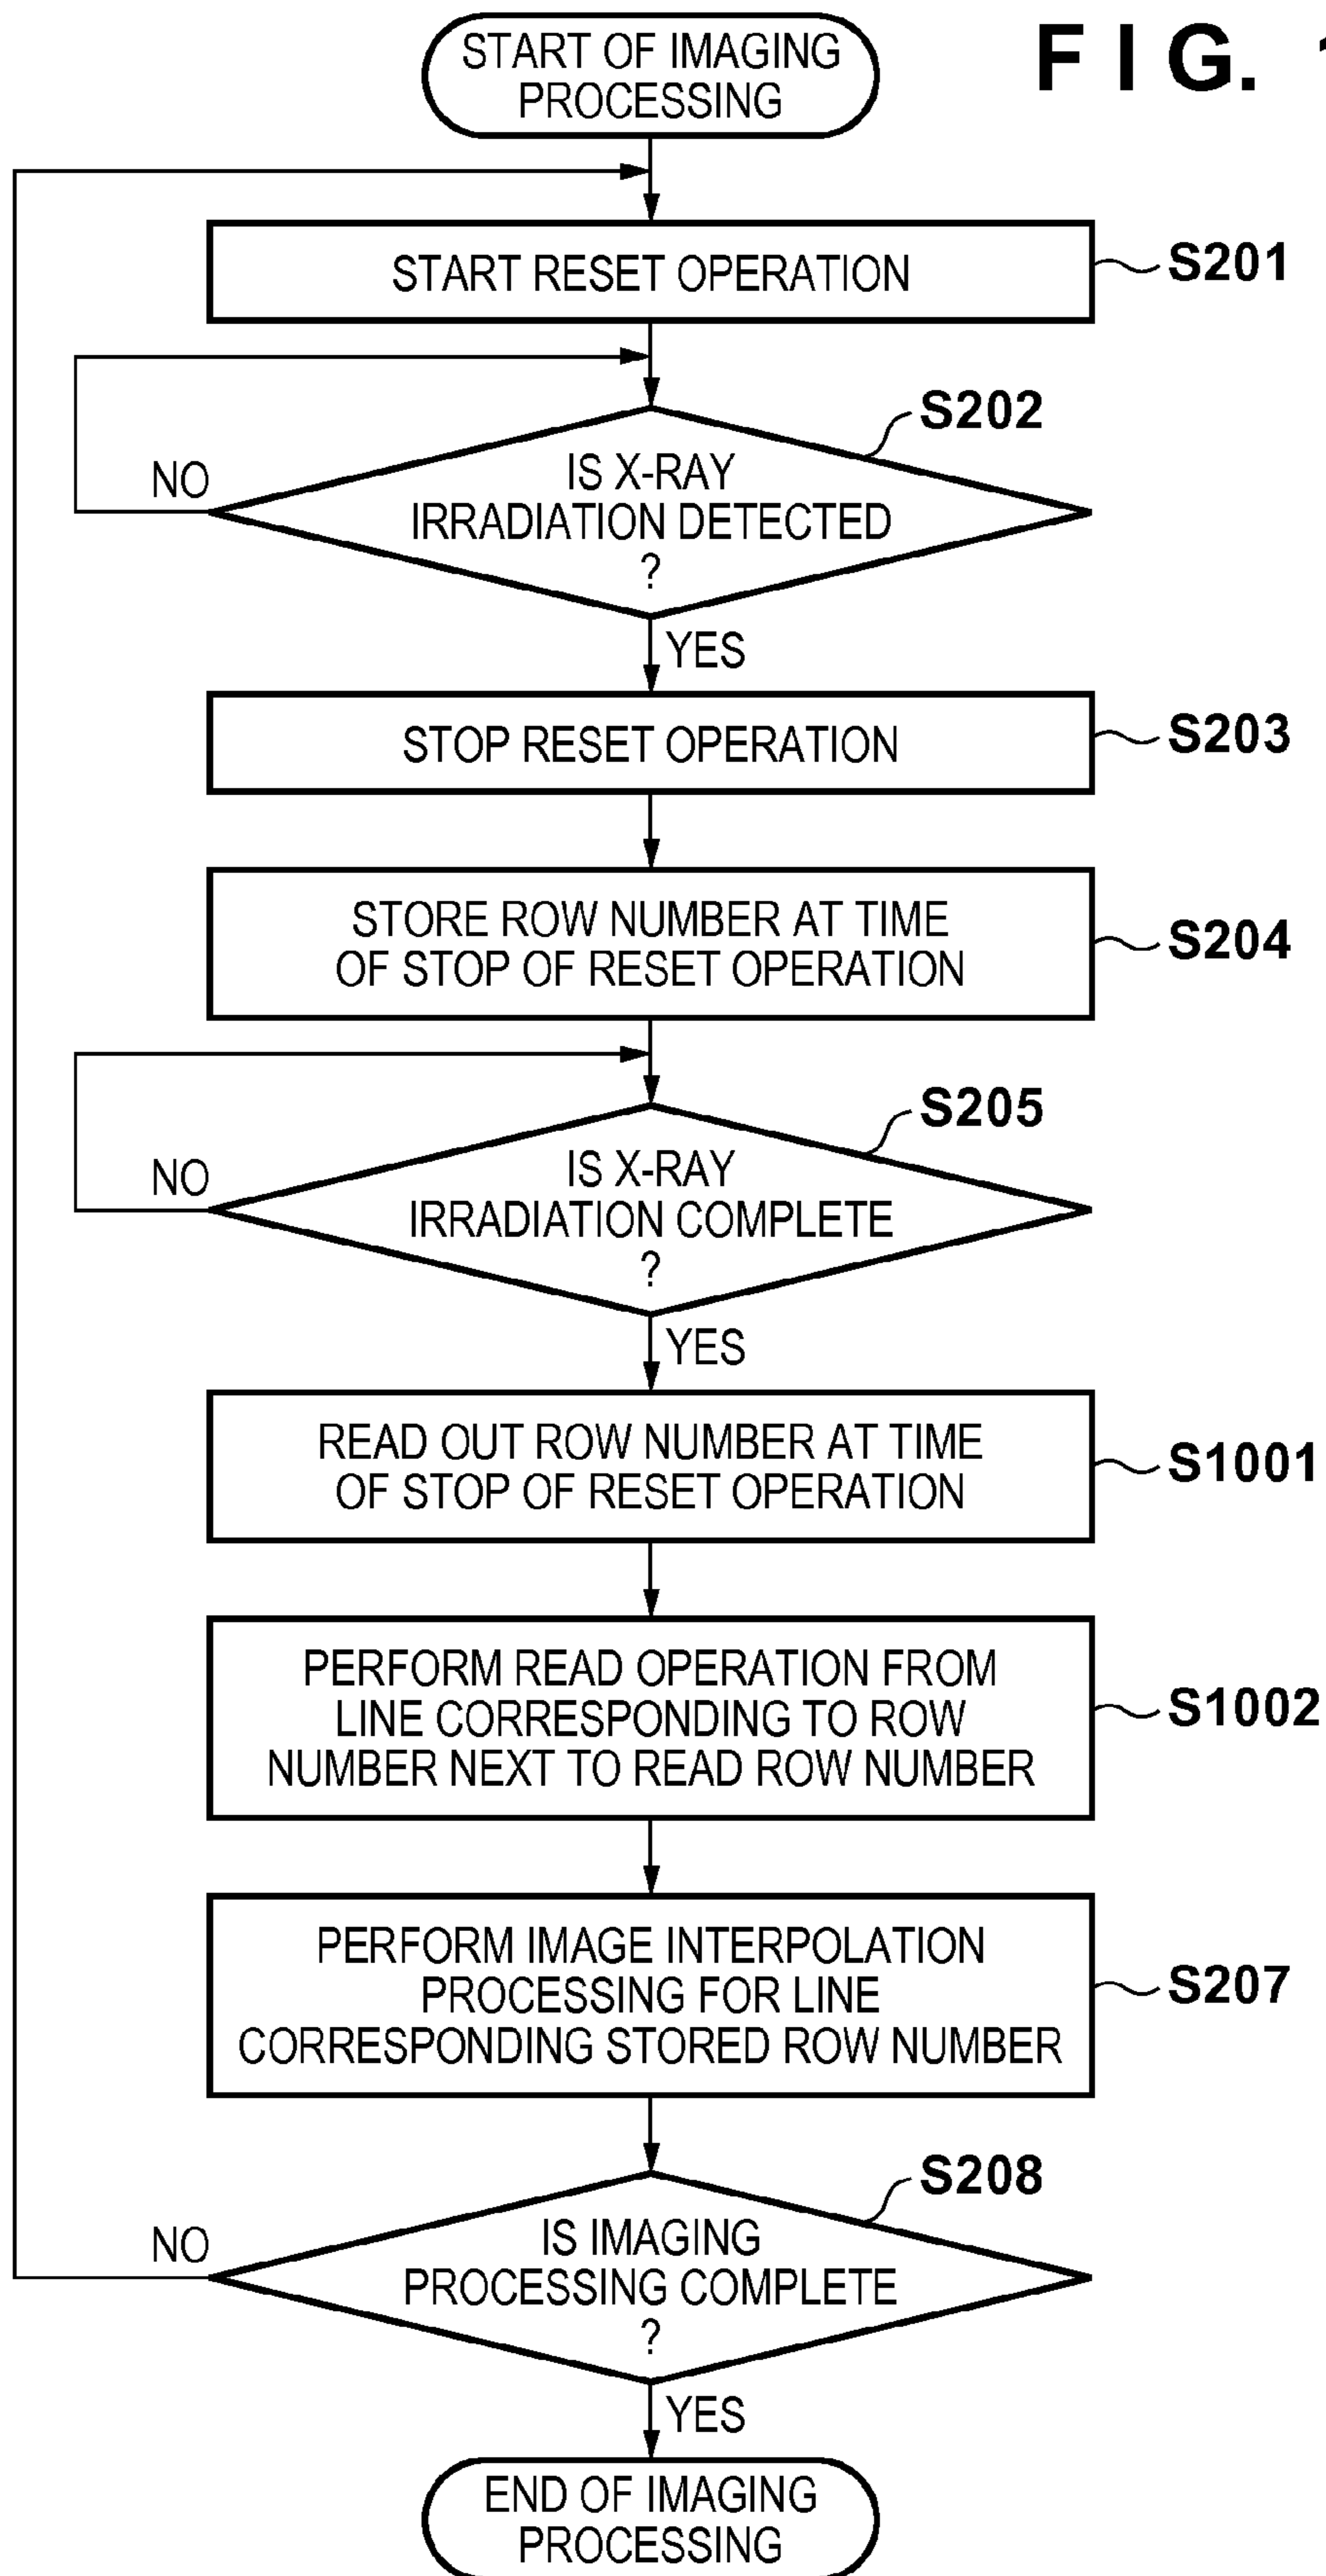 FIG. 1
START OF IMAGING
PROCESSING
START RESET OPERATION
S201
S202
IS X-RAY
IRRADIATION DETECTED
?
NO
YES
STOP RESET OPERATION
S203
STORE ROW NUMBER AT TIME
OF STOP OF RESET OPERATION
S204
S205
IS X-RAY
IRRADIATION COMPLETE
?
NO
YES
READ OUT ROW NUMBER AT TIME
OF STOP OF RESET OPERATION
S1001
PERFORM READ OPERATION FROM
LINE CORRESPONDING TO ROW
NUMBER NEXT TO READ ROW NUMBER
S1002
PERFORM IMAGE INTERPOLATION
PROCESSING FOR LINE
CORRESPONDING STORED ROW NUMBER
S207
S208
IS IMAGING
PROCESSING COMPLETE
?
NO
YES
END OF IMAGING
PROCESSING